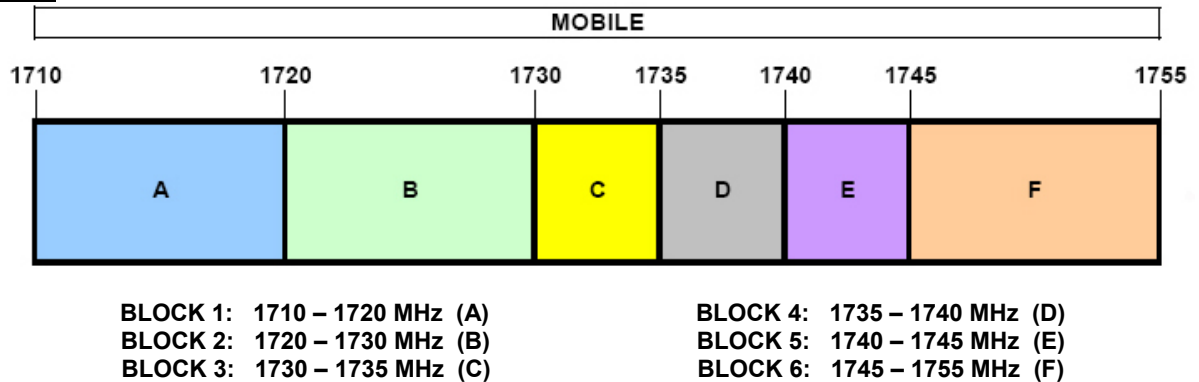 MOBILE
1710 1720 1730 1735 1740 1745 1755
A B C D E F
BLOCK 1: 1710 – 1720 MHz (A)
BLOCK 2: 1720 – 1730 MHz (B)
BLOCK 3: 1730 – 1735 MHz (C)
BLOCK 4: 1735 – 1740 MHz (D)
BLOCK 5: 1740 – 1745 MHz (E)
BLOCK 6: 1745 – 1755 MHz (F)